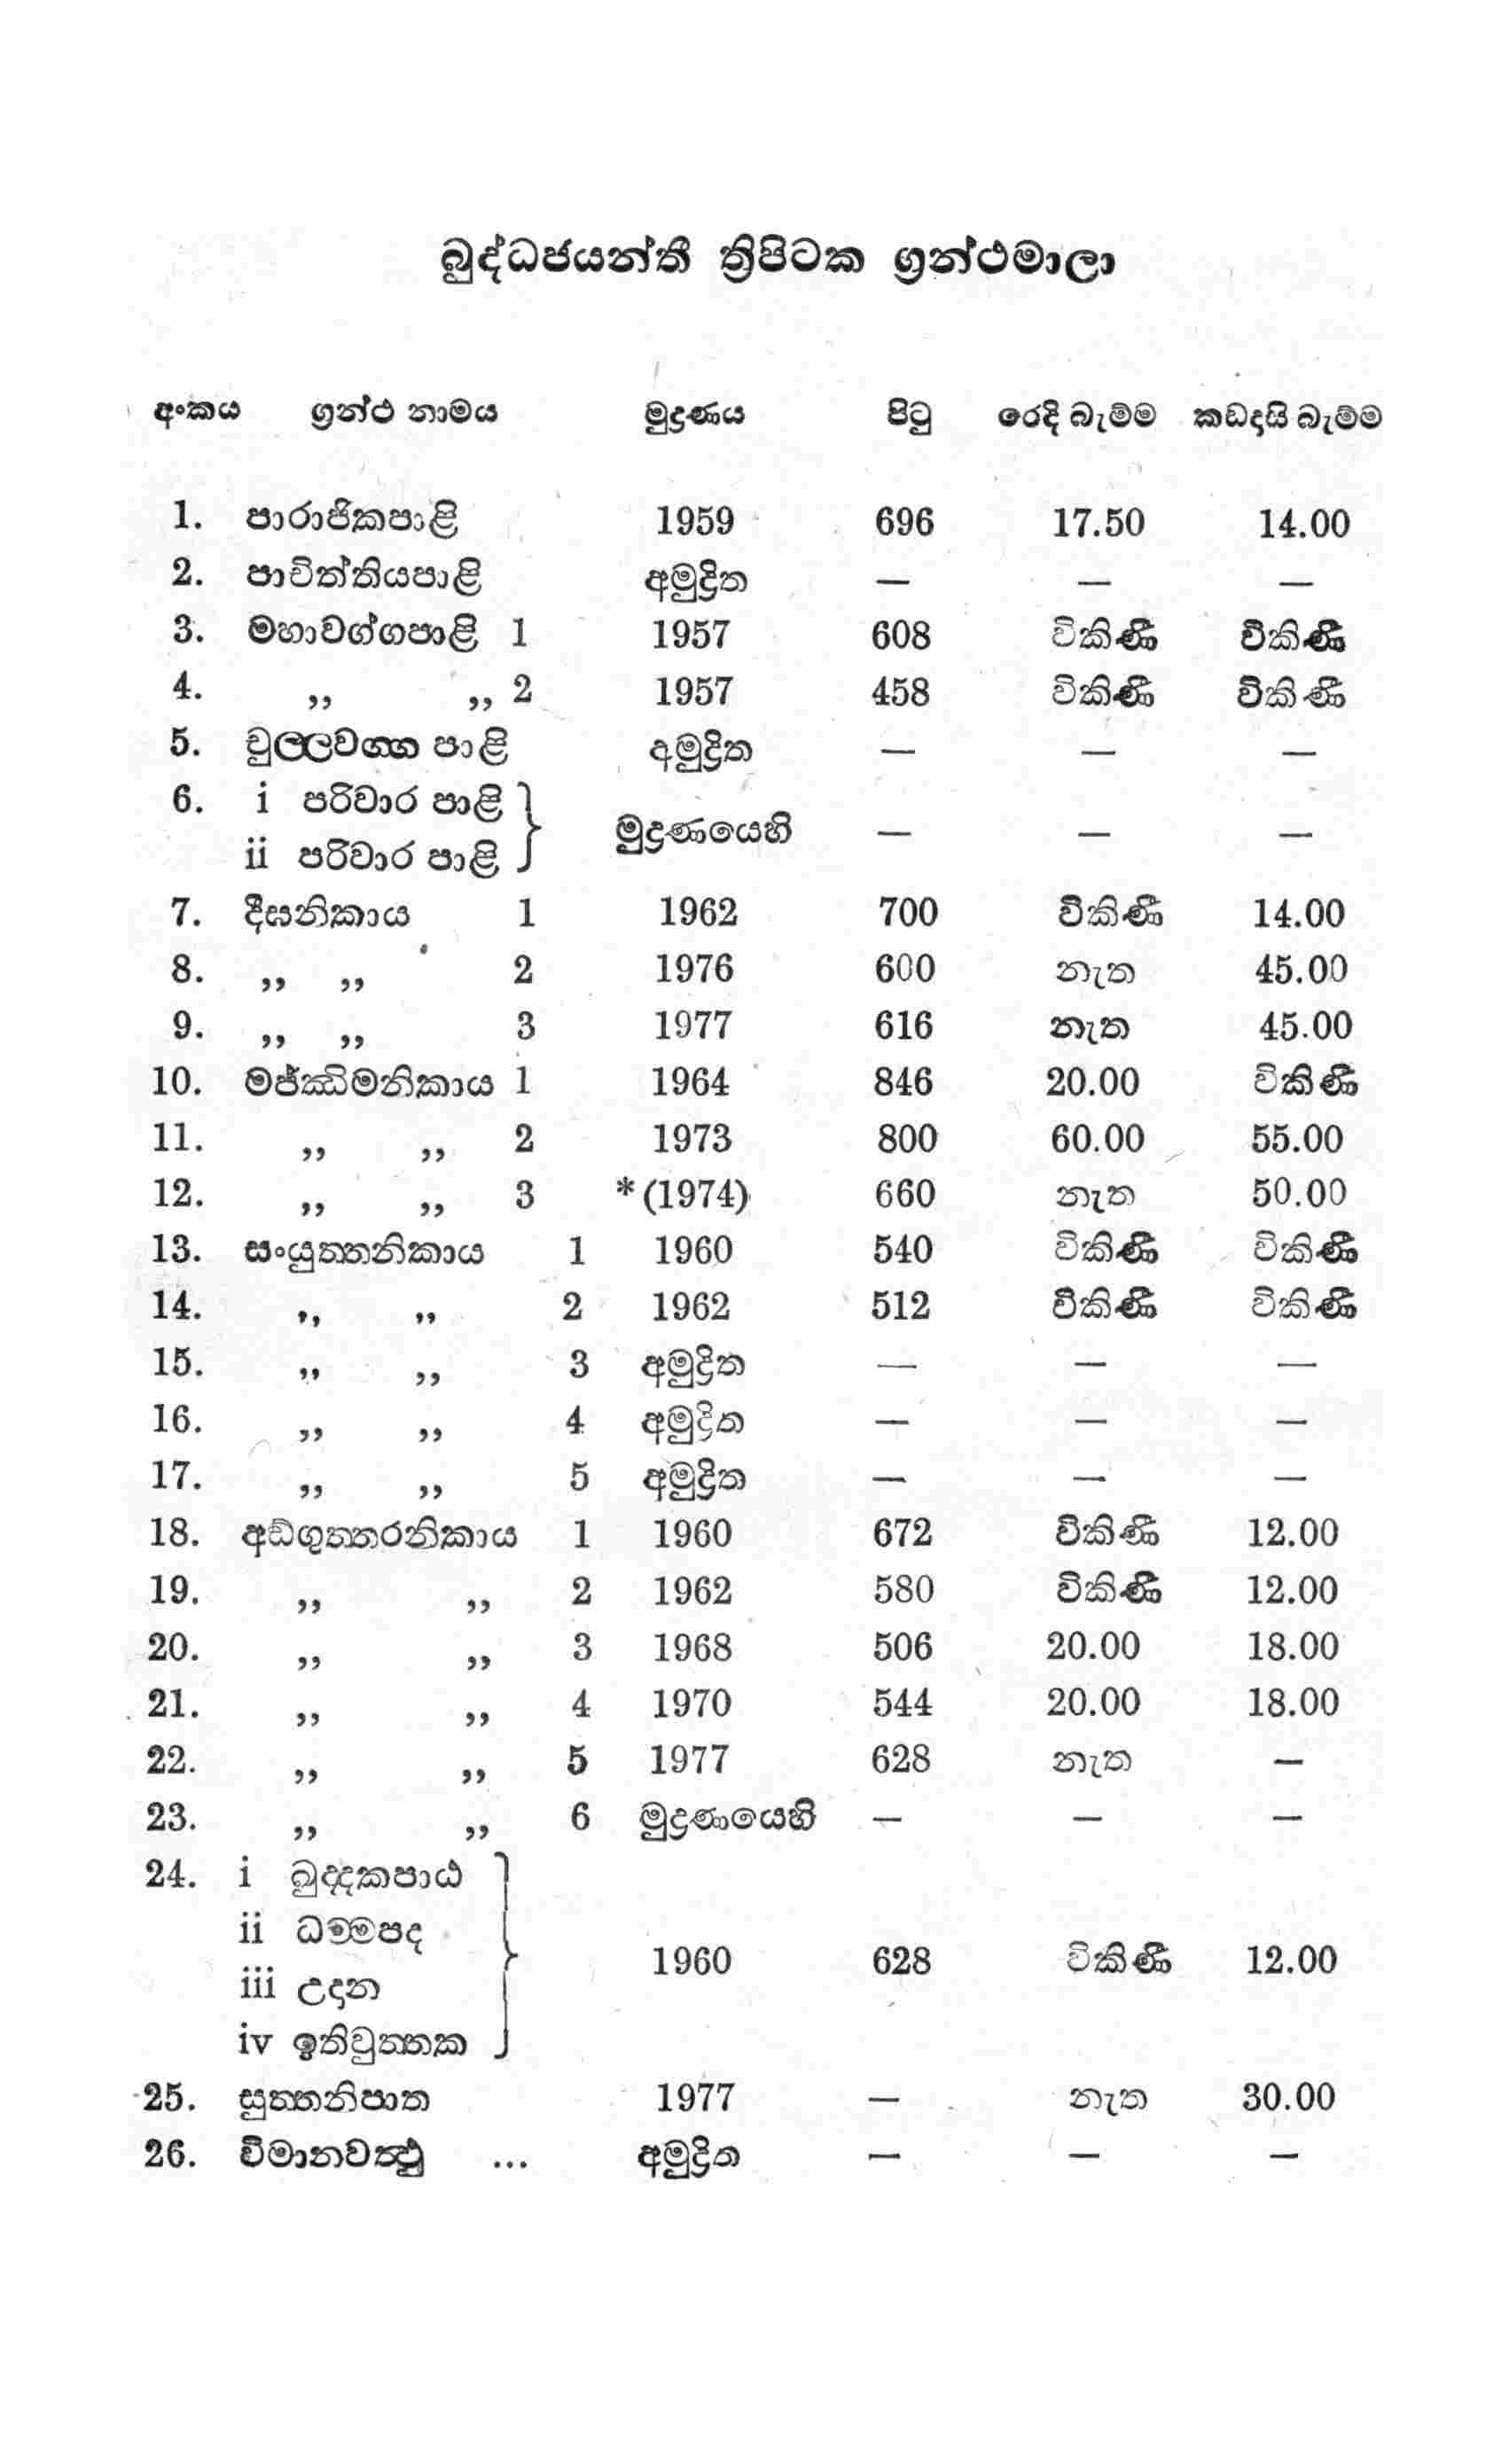 බුද්ධජයන්තී ත්‍රිපිටක ග්‍රන්ථමාලා
අංකය ග්‍රන්ථ නාමය මුද්‍රණය පිටු රෙදි බැම්ම කඩදාසි බැම්ම
1. පාරාජිකපාළි 1959 696 17.50 14.00
2. පාචිත්තියපාළි අමුද්‍රිත — — —
3. මහාවග්ගපාළි 1 1957 608 විකිණී විකිණී
4. ,, ,, 2 1957 458 විකිණී විකිණී
5. චුල්ලවග්ග පාළි අමුද්‍රිත — — —
6. i පරිවාර පාළි
මුද්‍රණයෙහි — — —
ii පරිවාර පාළි
7. දීඝනිකාය 1 1962 700 විකිණී 14.00
8. ,, ,, 2 1976 600 නැත 45.00
9. ,, ,, 3 1977 616 නැත 45.00
10. මජ්ඣිමනිකාය 1 1964 846 20.00 විකිණී
11. ,, ,, 2 1973 800 60.00 55.00
12. ,, ,, 3 *(1974) 660 නැත 50.00
13. සංයුත්තනිකාය 1 1960 540 විකිණී විකිණී
14. ,, ,, 2 1962 512 විකිණී විකිණී
15. ,, ,, 3 අමුද්‍රිත — — —
16. ,, ,, 4 අමුද්‍රිත — — —
17. ,, ,, 5 අමුද්‍රිත — — —
18. අඞ්ගුත්තරනිකාය 1 1960 672 විකිණී 12.00
19. ,, ,, 2 1962 580 විකිණී 12.00
20. ,, ,, 3 1968 506 20.00 18.00
21. ,, ,, 4 1970 544 20.00 18.00
22. ,, ,, 5 1977 628 නැත —
23. ,, ,, 6 මුද්‍රණයෙහි — — —
24. i ඛුද්දකපාඨ
ii ධම්මපද
1960 628 විකිණී 12.00
iii උදාන
iv ඉතිවුත්තක
25. සුත්තනිපාත 1977 — නැත 30.00
26. විමානවත්ථු ... අමුද්‍රිත — — —